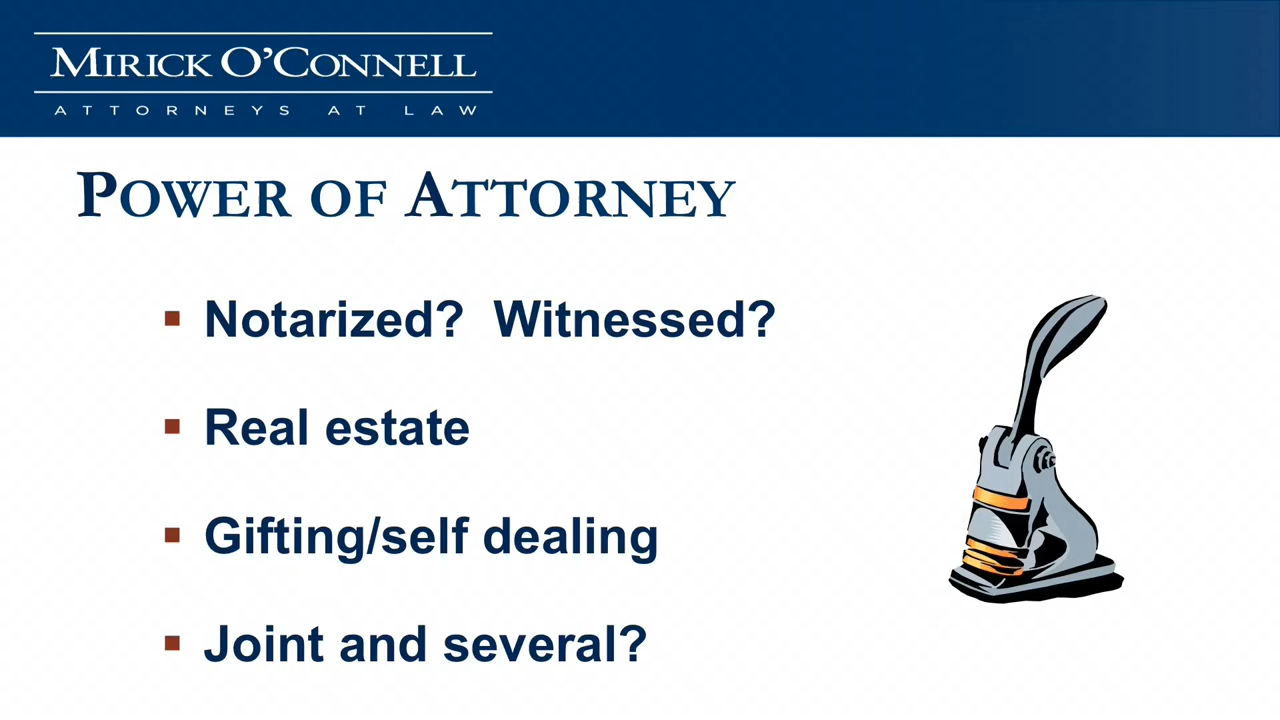 MIRICK O'CONNELL
ATTORNEYS AT LAW
POWER OF ATTORNEY
Notarized? Witnessed?
Real estate
Gifting/self dealing
Joint and several?